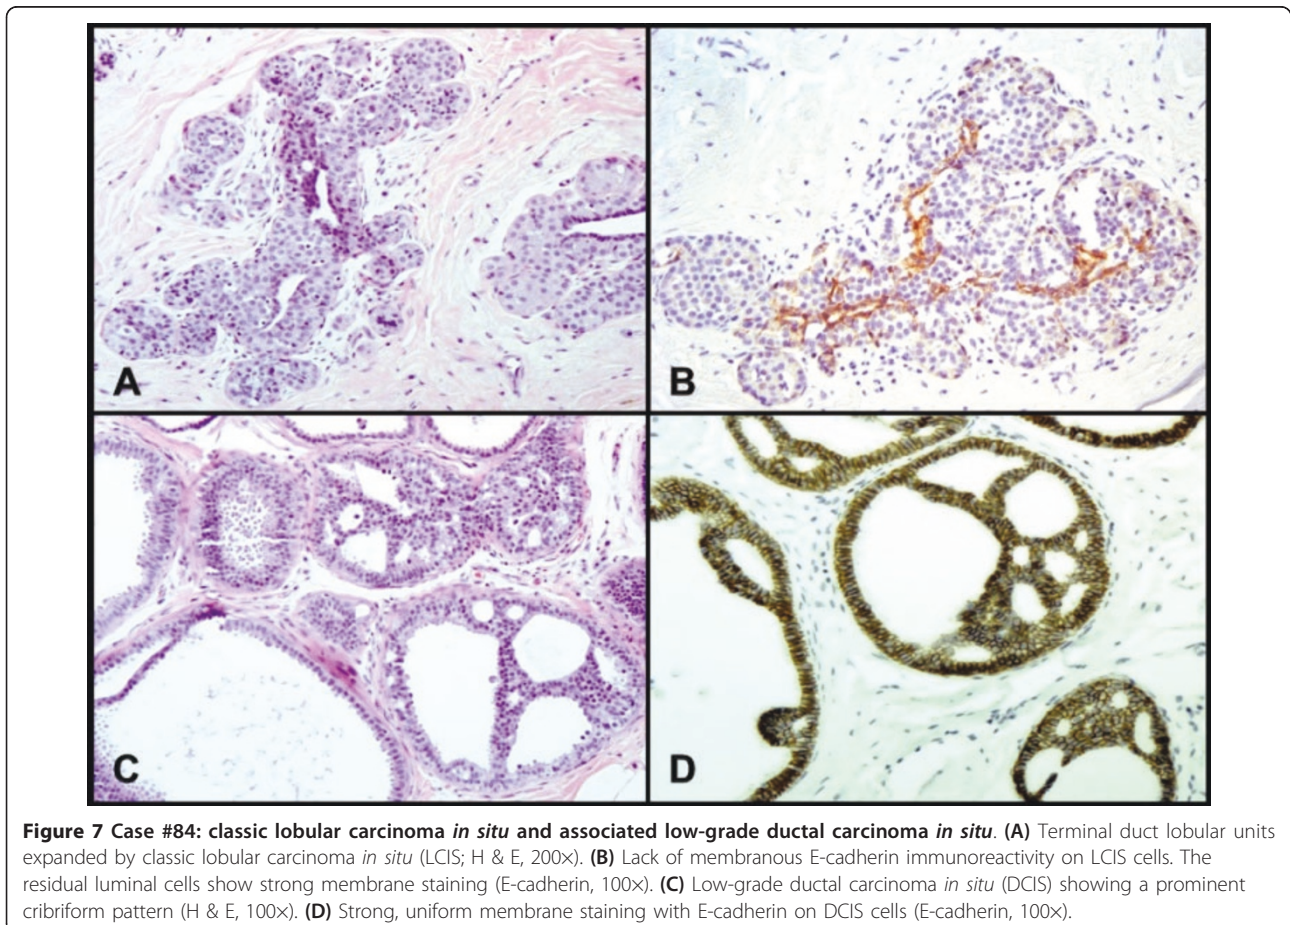 A
B
C
D
Figure 7 Case #84: classic lobular carcinoma in situ and associated low-grade ductal carcinoma in situ. (A) Terminal duct lobular units
expanded by classic lobular carcinoma in situ (LCIS; H & E, 200×). (B) Lack of membranous E-cadherin immunoreactivity on LCIS cells. The
residual luminal cells show strong membrane staining (E-cadherin, 100×). (C) Low-grade ductal carcinoma in situ (DCIS) showing a prominent
cribriform pattern (H & E, 100×). (D) Strong, uniform membrane staining with E-cadherin on DCIS cells (E-cadherin, 100×).